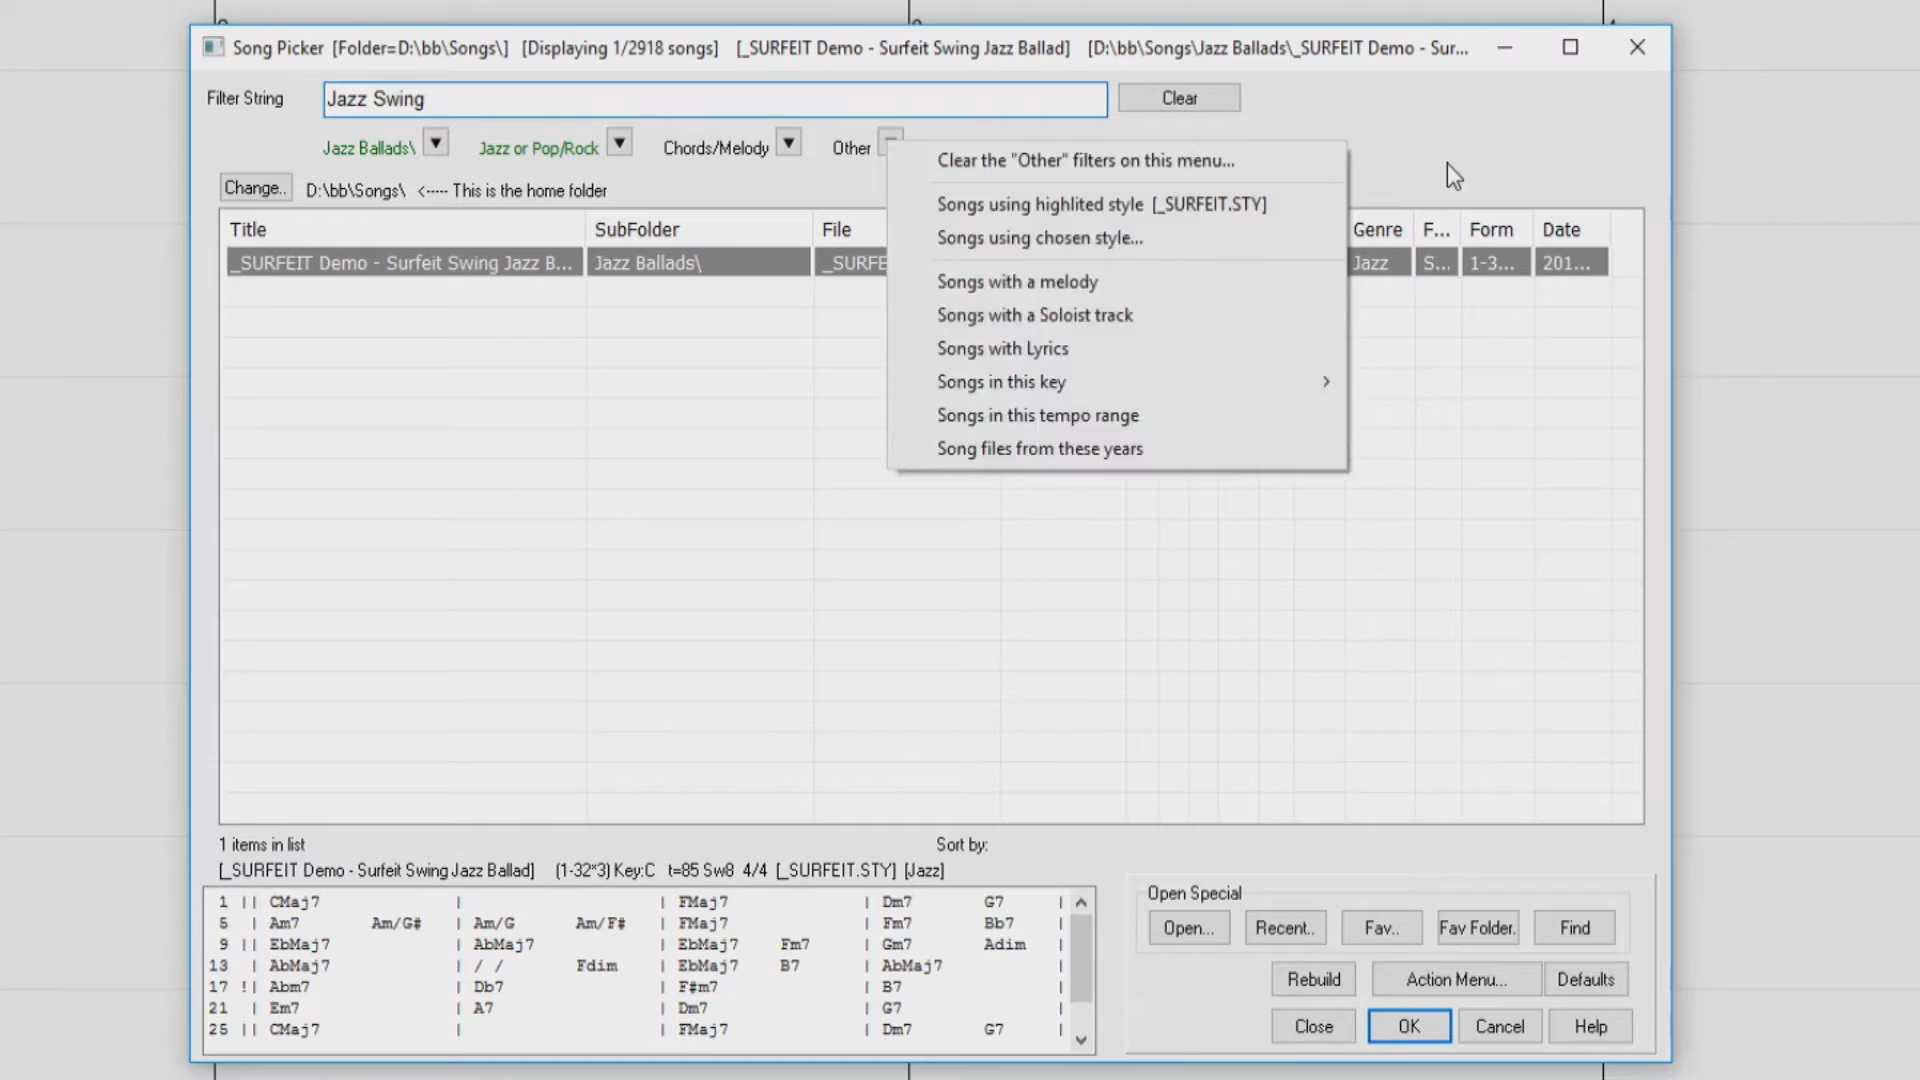 Song Picker [Folder=D:\bb\Songs\] [Displaying 1/2918 songs] [_SURFEIT Demo - Surfeit Swing Jazz Ballad] [D:\bb\Songs\Jazz Ballads\_SURFEIT Demo - Sur...
Filter String Jazz Swing Clear
Jazz Ballads\ Jazz or Pop/Rock Chords/Melody Other
Clear the "Other" filters on this menu...
Songs using highlited style [_SURFEIT.STY]
Songs using chosen style...
Songs with a melody
Songs with a Soloist track
Songs with Lyrics
Songs in this key
Songs in this tempo range
Song files from these years
Change.. D:\bb\Songs\ <----- This is the home folder
Title SubFolder File Genre F... Form Date
_SURFEIT Demo - Surfeit Swing Jazz B... Jazz Ballads\ _SURFE Jazz S... 1-3... 201...
1 items in list Sort by:
[_SURFEIT Demo - Surfeit Swing Jazz Ballad] (1-32*3) Key:C t=85 Sw8 4/4 [_SURFEIT.STY] [Jazz]
1 || CMaj7 | | FMaj7 | Dm7 G7 |
5 | Am7 Am/G# | Am/G Am/F# | FMaj7 | Fm7 Bb7 |
9 || EbMaj7 | AbMaj7 | EbMaj7 Fm7 | Gm7 Adim |
13 | AbMaj7 | / / Fdim | EbMaj7 B7 | AbMaj7 |
17 !| Abm7 | Db7 | F#m7 | B7 |
21 | Em7 | A7 | Dm7 | G7 |
25 || CMaj7 | | FMaj7 | Dm7 G7 |
Open Special
Open... Recent.. Fav.. Fav Folder. Find
Rebuild Action Menu... Defaults
Close OK Cancel Help